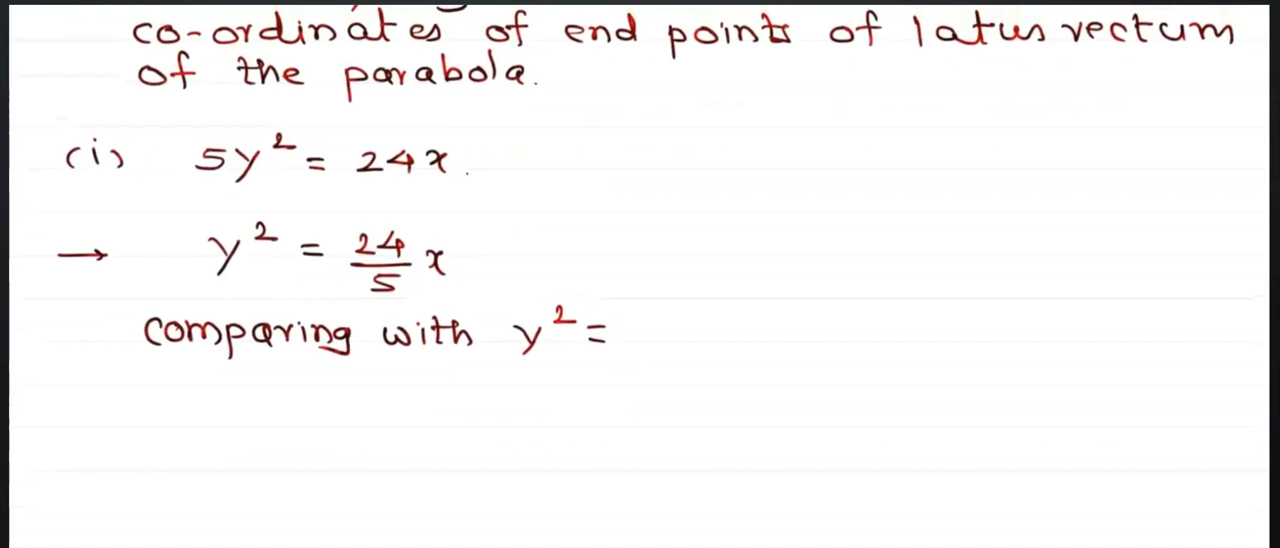 co-ordinates of end points of latus rectum
of the parabola.
(i) 5y² = 24x.
→ y² = 24/5 x
comparing with y² =